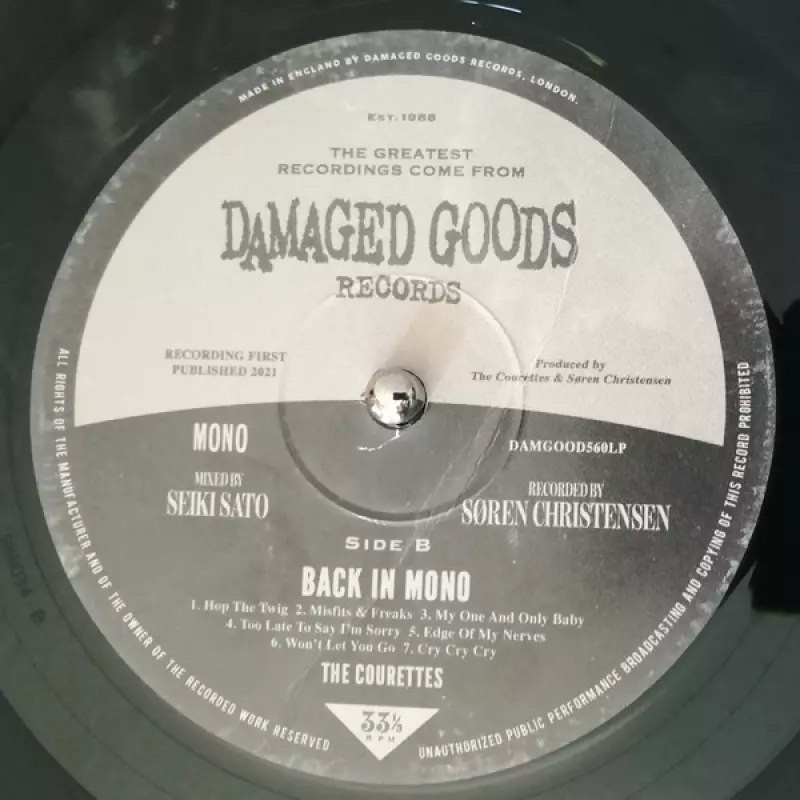 MADE IN ENGLAND BY DAMAGED GOODS RECORDS, LONDON.
EST. 1988
THE GREATEST
RECORDINGS COME FROM
DAMAGED GOODS
RECORDS
RECORDING FIRST
PUBLISHED 2021
Produced by
The Courettes & Søren Christensen
MONO
DAMGOOD560LP
MIXED BY
SEIKI SATO
RECORDED BY
SØREN CHRISTENSEN
SIDE B
BACK IN MONO
1. Hop The Twig 2. Misfits & Freaks 3. My One And Only Baby
4. Too Late To Say I'm Sorry 5. Edge Of My Nerves
6. Won't Let You Go 7. Cry Cry Cry
THE COURETTES
33⅓
RPM
ALL RIGHTS OF THE MANUFACTURER AND OF THE OWNER OF THE RECORDED WORK RESERVED
UNAUTHORIZED PUBLIC PERFORMANCE BROADCASTING AND COPYING OF THIS RECORD PROHIBITED